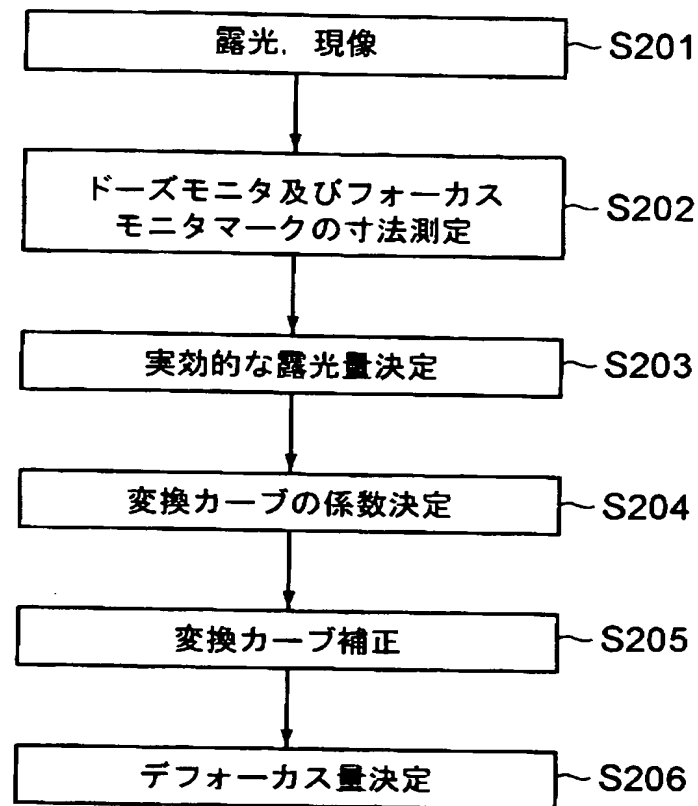 露光, 現像
~S201
ドーズモニタ及びフォーカス
モニタマークの寸法測定
~S202
実効的な露光量決定
~S203
変換カーブの係数決定
~S204
変換カーブ補正
~S205
デフォーカス量決定
~S206